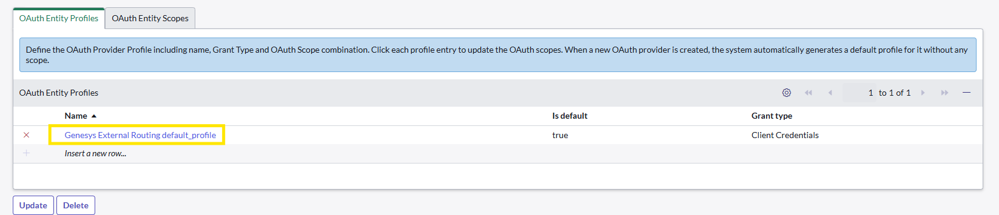 OAuth Entity Profiles
OAuth Entity Scopes
Define the OAuth Provider Profile including name, Grant Type and OAuth Scope combination. Click each profile entry to update the OAuth scopes. When a new OAuth provider is created, the system automatically generates a default profile for it without any
scope.
OAuth Entity Profiles
1 to 1 of 1
Name Is default Grant type
Genesys External Routing default_profile true Client Credentials
Insert a new row...
Update Delete